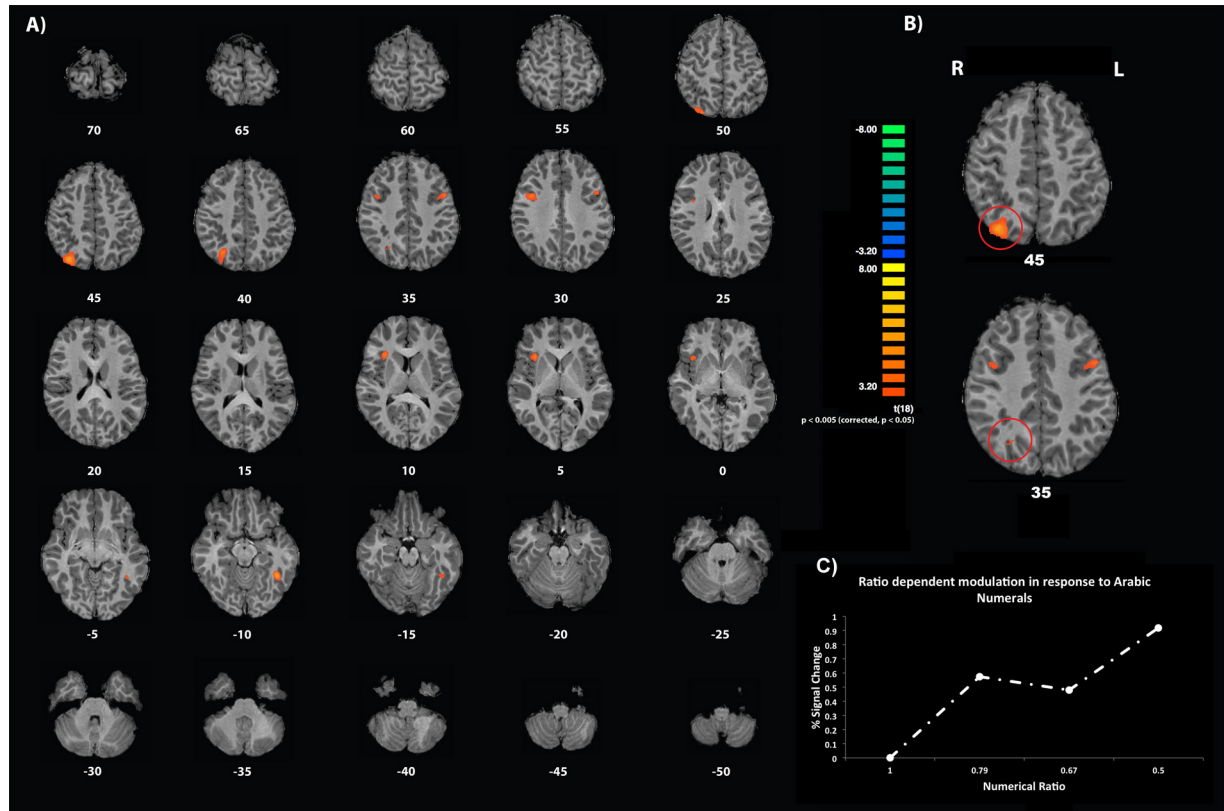 A)
70 65 60 55 50
45 40 35 30 25
20 15 10 5 0
-5 -10 -15 -20 -25
-30 -35 -40 -45 -50
B)
R L
-8.00
-3.20
8.00
3.20
t(18)
p < 0.005 (corrected, p < 0.05)
45
35
C)
Ratio dependent modulation in response to Arabic
Numerals
% Signal Change
1
0.9
0.8
0.7
0.6
0.5
0.4
0.3
0.2
0.1
0
1 0.79 0.67 0.5
Numerical Ratio